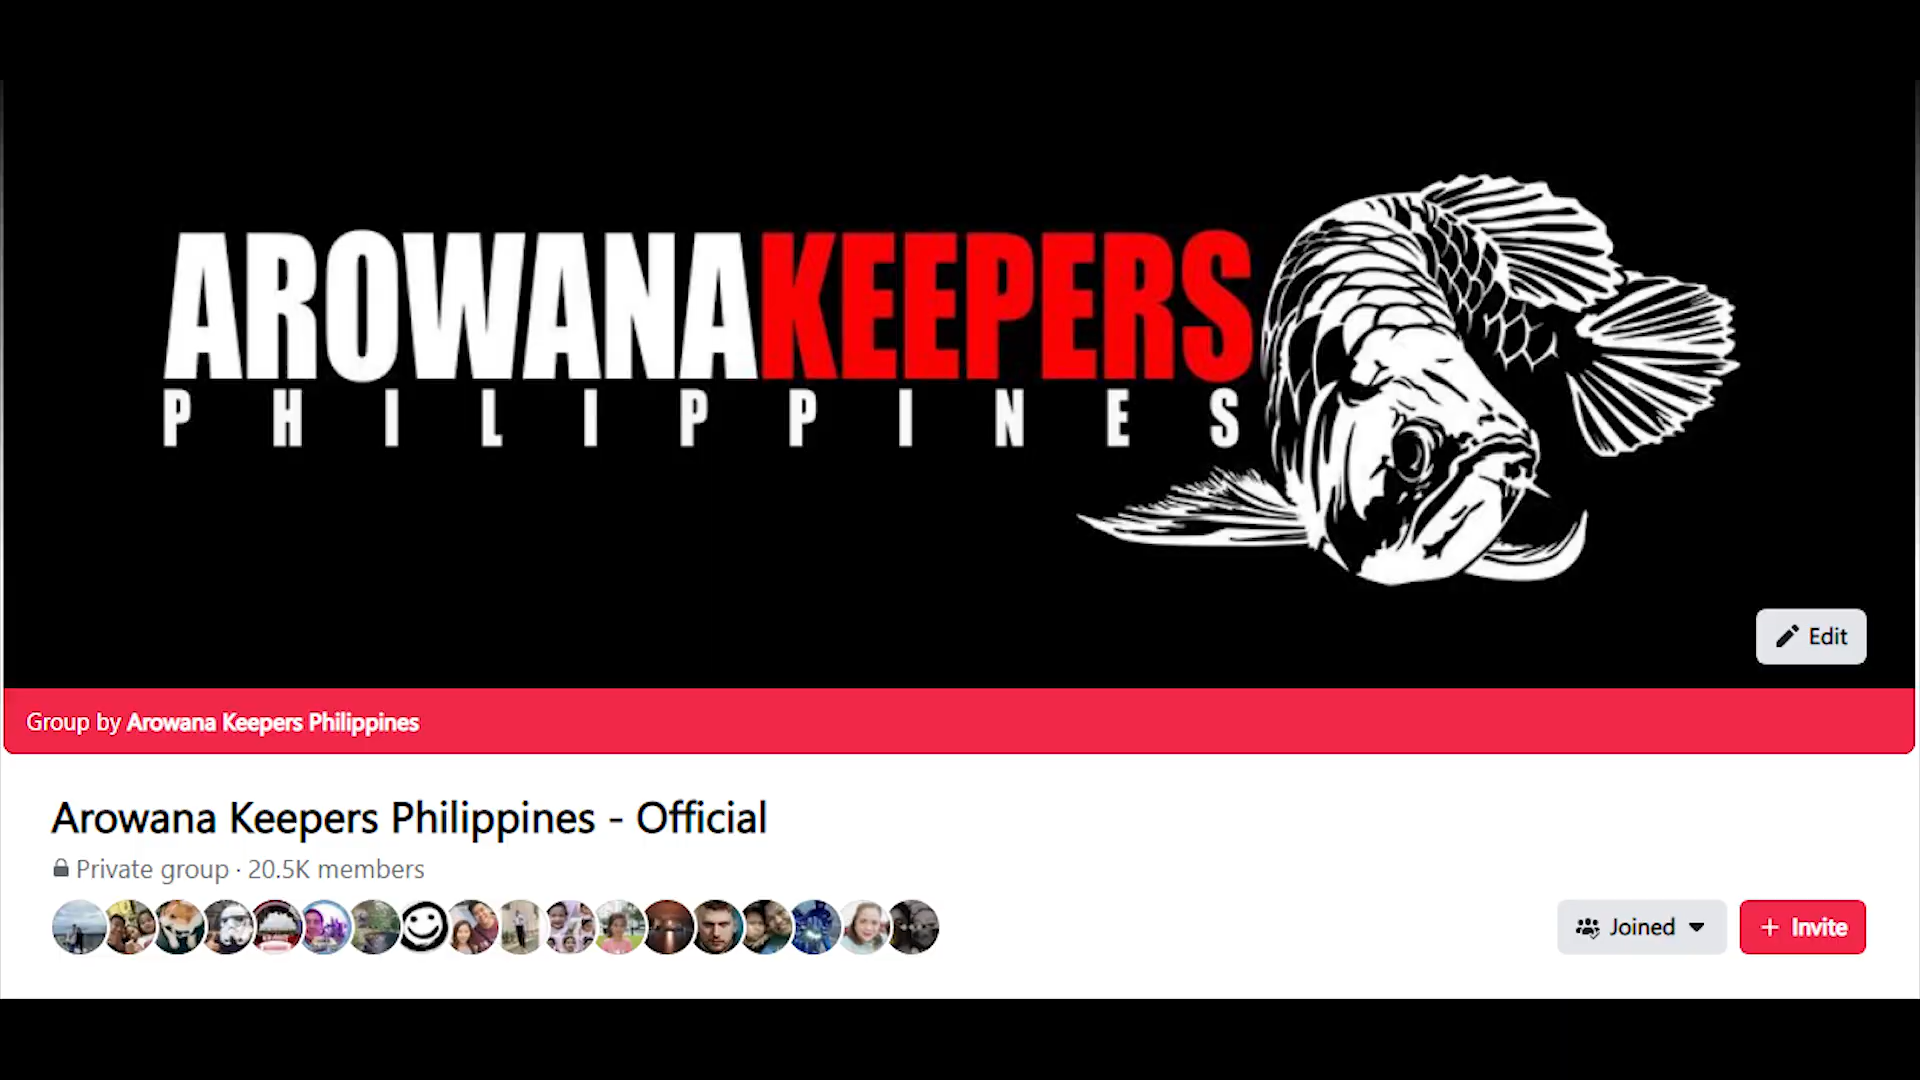 AROWANAKEEPERS
PHILIPPINES
Edit
Group by Arowana Keepers Philippines
Arowana Keepers Philippines - Official
Private group · 20.5K members
Joined
+ Invite